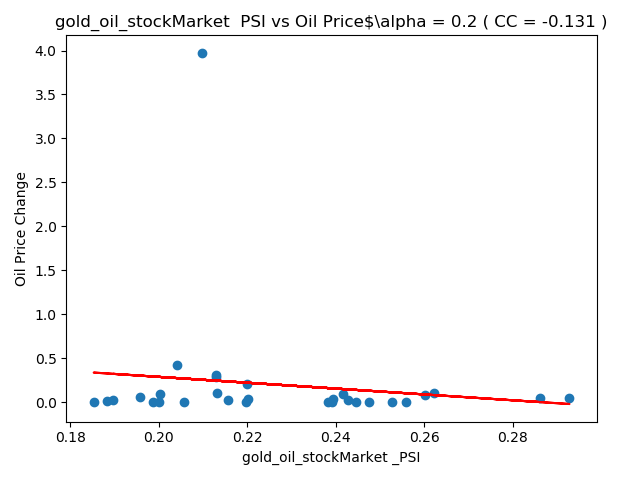 gold_oil_stockMarket  PSI vs Oil Price$\alpha = 0.2 ( CC = -0.131 )
4.0
3.5
3.0
2.5
2.0
1.5
1.0
0.5
0.0
Oil Price Change
0.18 0.20 0.22 0.24 0.26 0.28
gold_oil_stockMarket _PSI